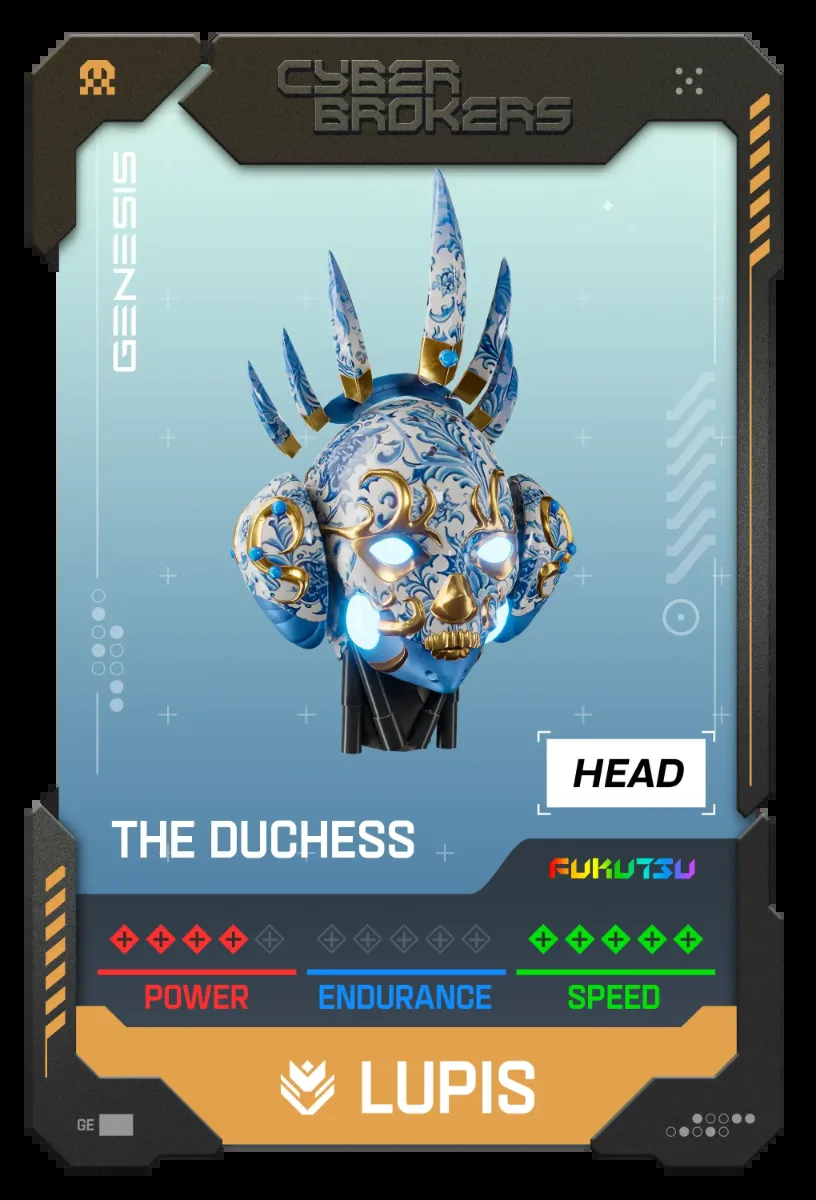 CYBER
BROKERS
GENESIS
HEAD
THE DUCHESS
FUKUTSU
POWER
ENDURANCE
SPEED
LUPIS
GE